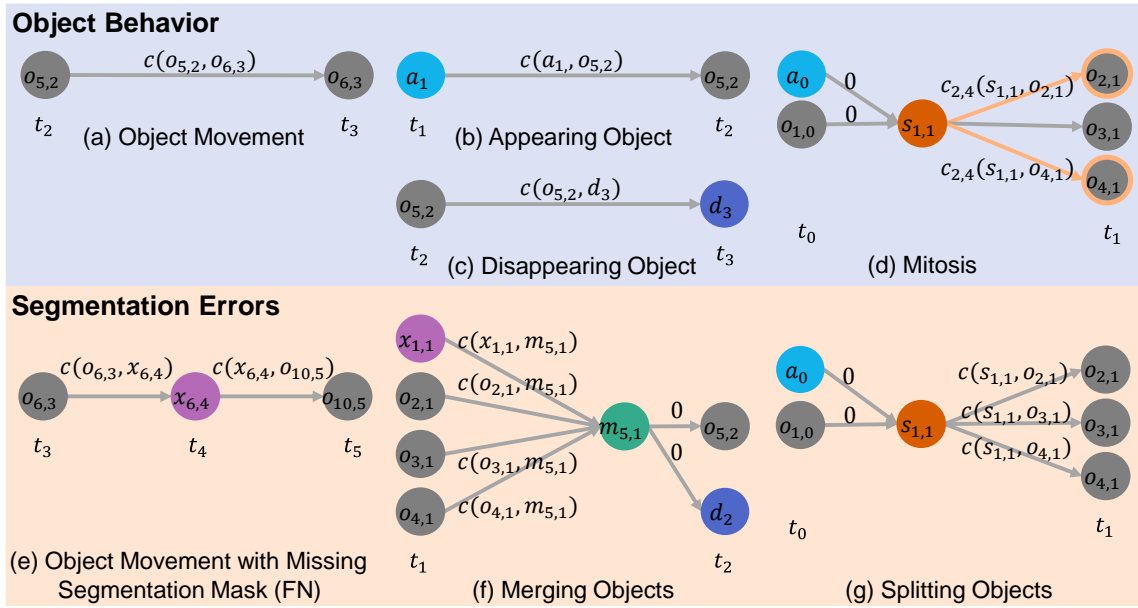 Object Behavior
c(o5,2, o6,3)
o5,2
o6,3
t2
t3
(a) Object Movement
c(a1,, o5,2)
a1
o5,2
t1
t2
(b) Appearing Object
c(o5,2, d3)
o5,2
d3
t2
t3
(c) Disappearing Object
a0
0
o1,0
0
s1,1
c2,4(s1,1, o2,1)
o2,1
o3,1
c2,4(s1,1, o4,1)
o4,1
t0
t1
(d) Mitosis
Segmentation Errors
c(o6,3, x6,4)
c(x6,4, o10,5)
o6,3
x6,4
o10,5
t3
t4
t5
(e) Object Movement with Missing
Segmentation Mask (FN)
x1,1
c(x1,1, m5,1)
o2,1
c(o2,1, m5,1)
m5,1
0
o5,2
0
o3,1
c(o3,1, m5,1)
o4,1
c(o4,1, m5,1)
d2
t1
t2
(f) Merging Objects
a0
0
o1,0
0
s1,1
c(s1,1, o2,1)
o2,1
c(s1,1, o3,1)
o3,1
c(s1,1, o4,1)
o4,1
t0
t1
(g) Splitting Objects